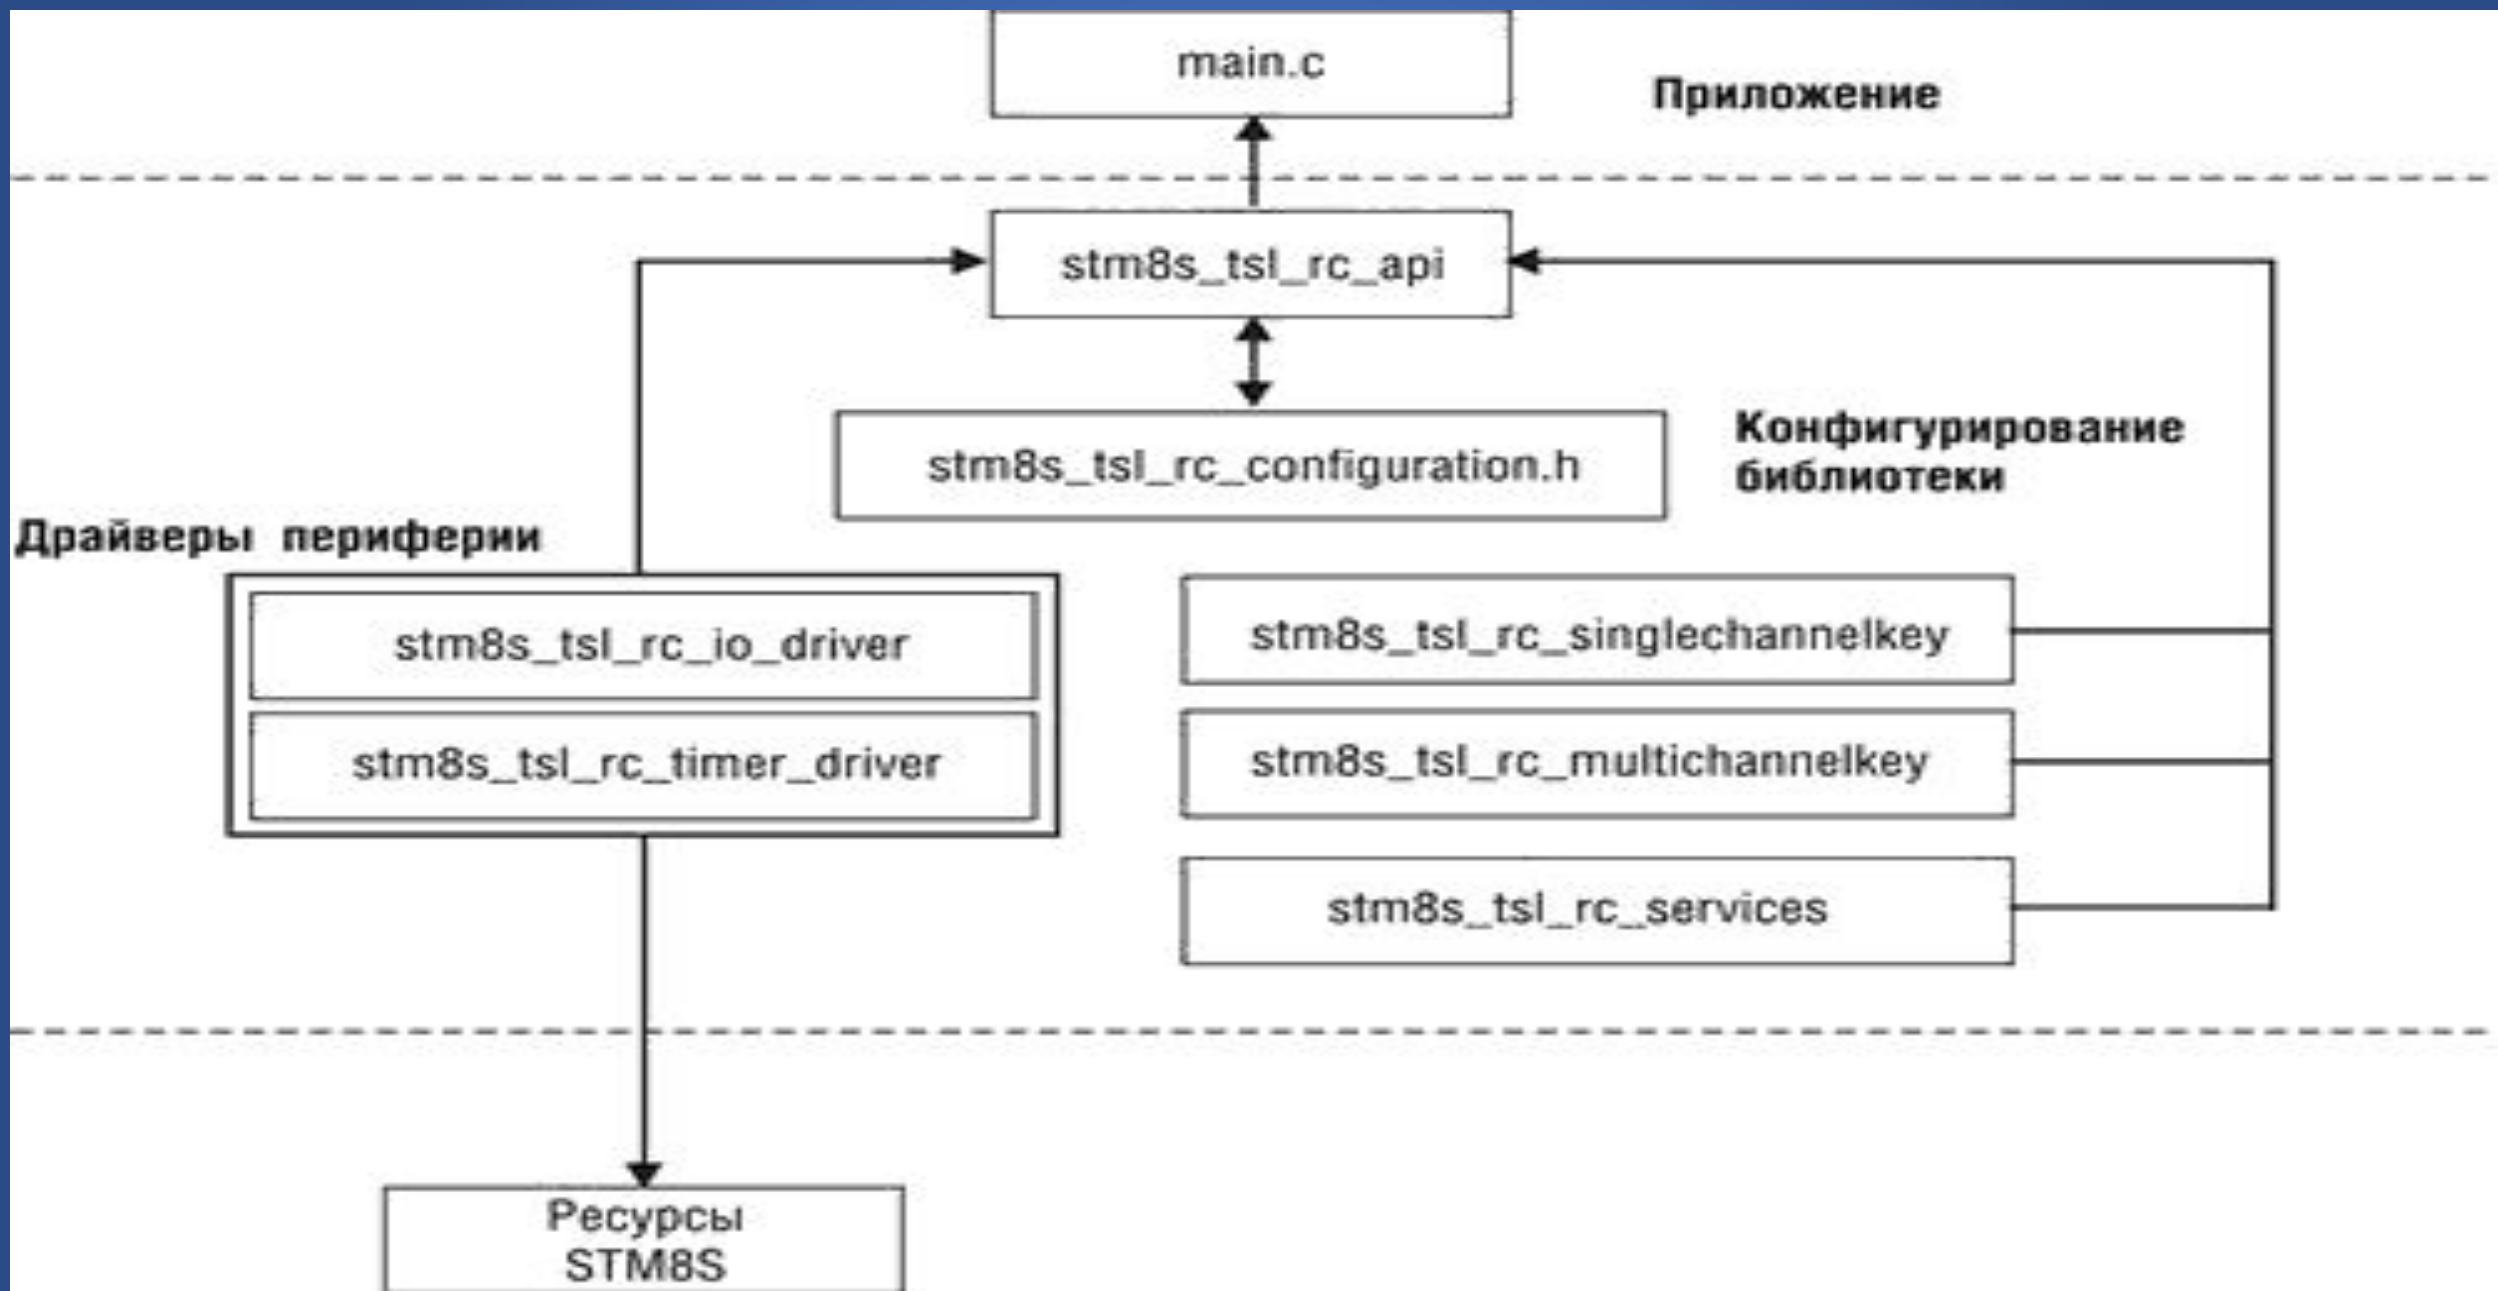 main.c
Приложение
stm8s_tsl_rc_api
stm8s_tsl_rc_configuration.h
Конфигурирование
библиотеки
Драйверы периферии
stm8s_tsl_rc_io_driver
stm8s_tsl_rc_timer_driver
stm8s_tsl_rc_singlechannelkey
stm8s_tsl_rc_multichannelkey
stm8s_tsl_rc_services
Ресурсы
STM8S